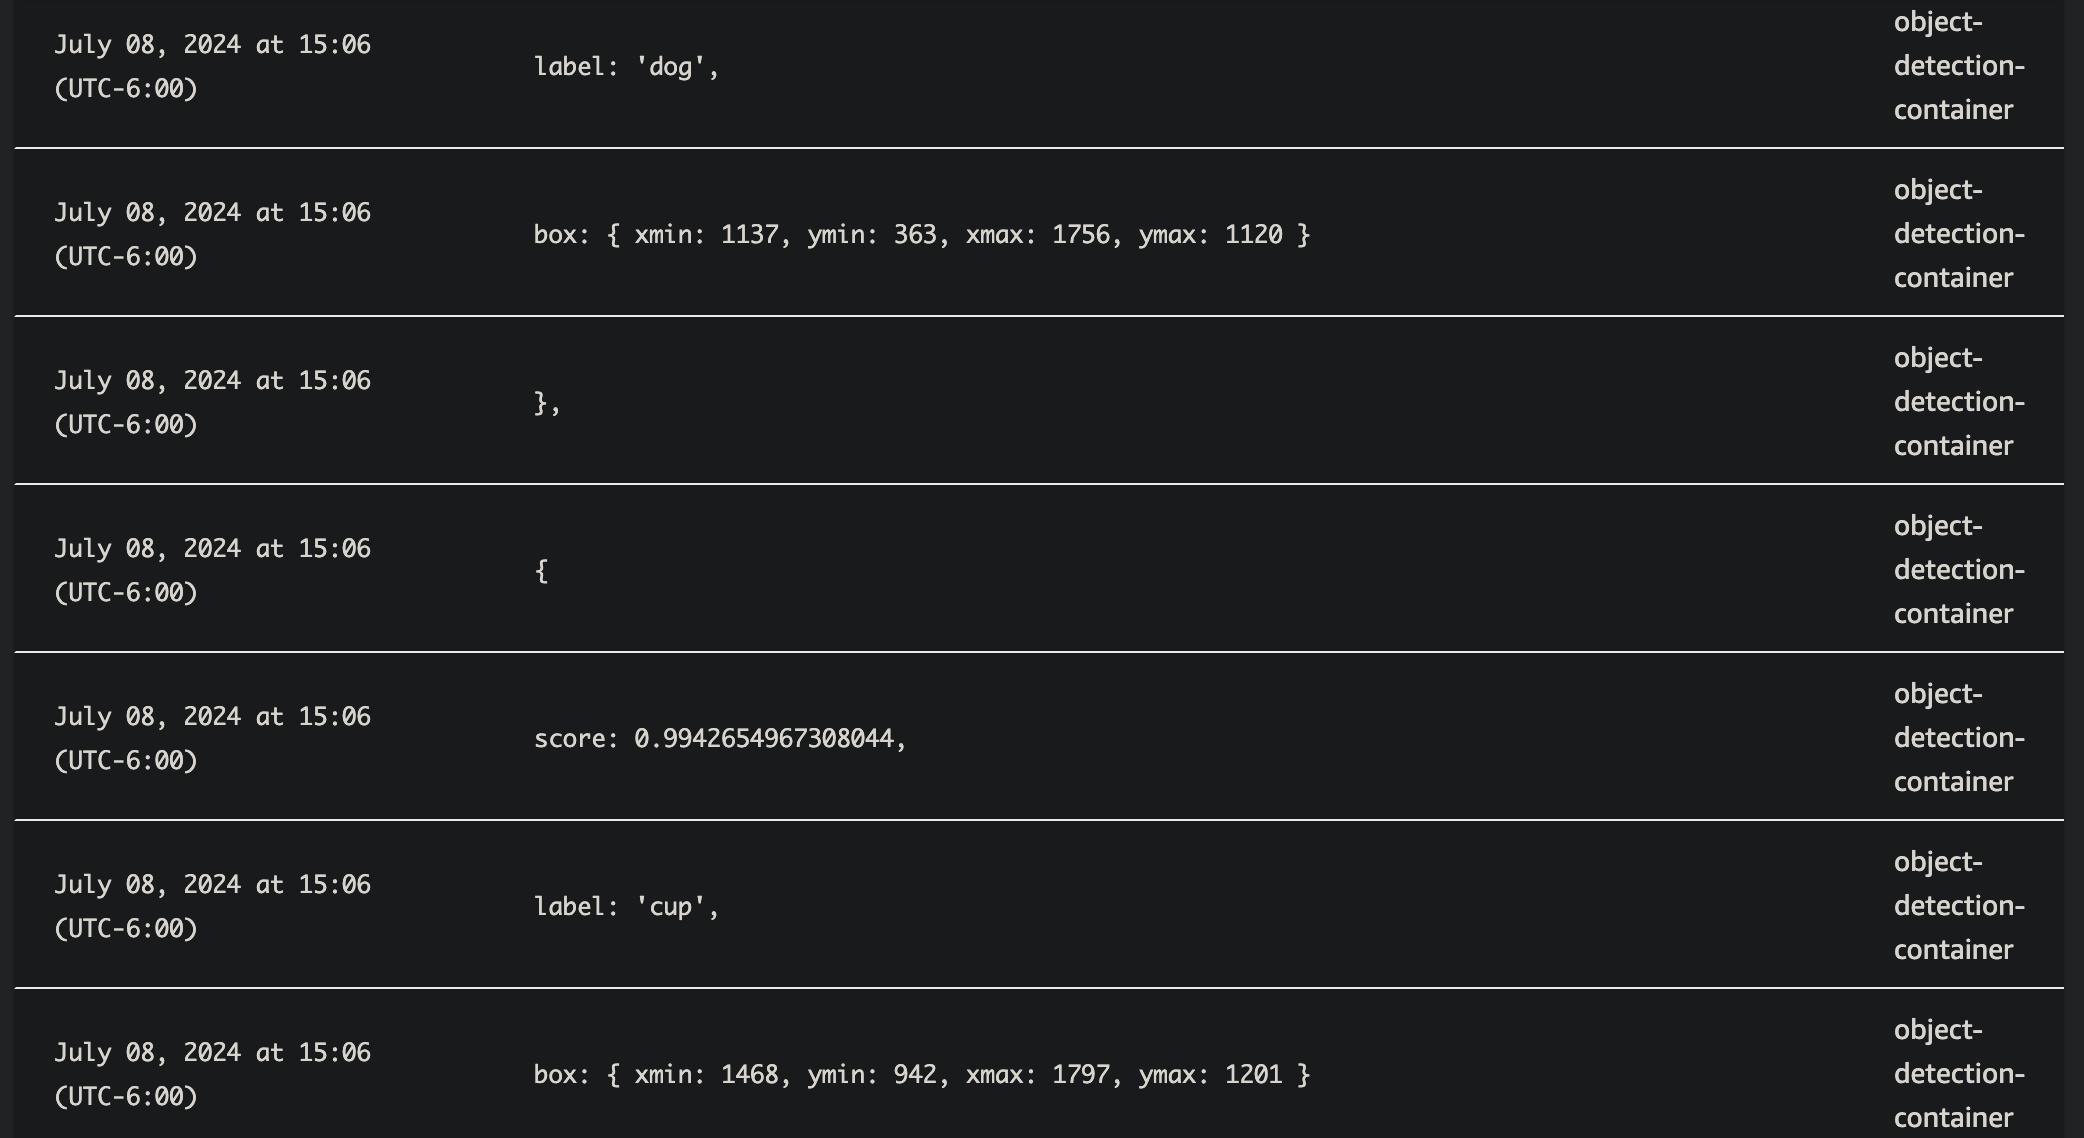 object-
July 08, 2024 at 15:06
label: 'dog',
detection-
(UTC-6:00)
container
object-
July 08, 2024 at 15:06
box: { xmin: 1137, ymin: 363, xmax: 1756, ymax: 1120 }
detection-
(UTC-6:00)
container
object-
July 08, 2024 at 15:06
},
detection-
(UTC-6:00)
container
object-
July 08, 2024 at 15:06
{
detection-
(UTC-6:00)
container
object-
July 08, 2024 at 15:06
score: 0.9942654967308044,
detection-
(UTC-6:00)
container
object-
July 08, 2024 at 15:06
label: 'cup',
detection-
(UTC-6:00)
container
object-
July 08, 2024 at 15:06
box: { xmin: 1468, ymin: 942, xmax: 1797, ymax: 1201 }
detection-
(UTC-6:00)
container